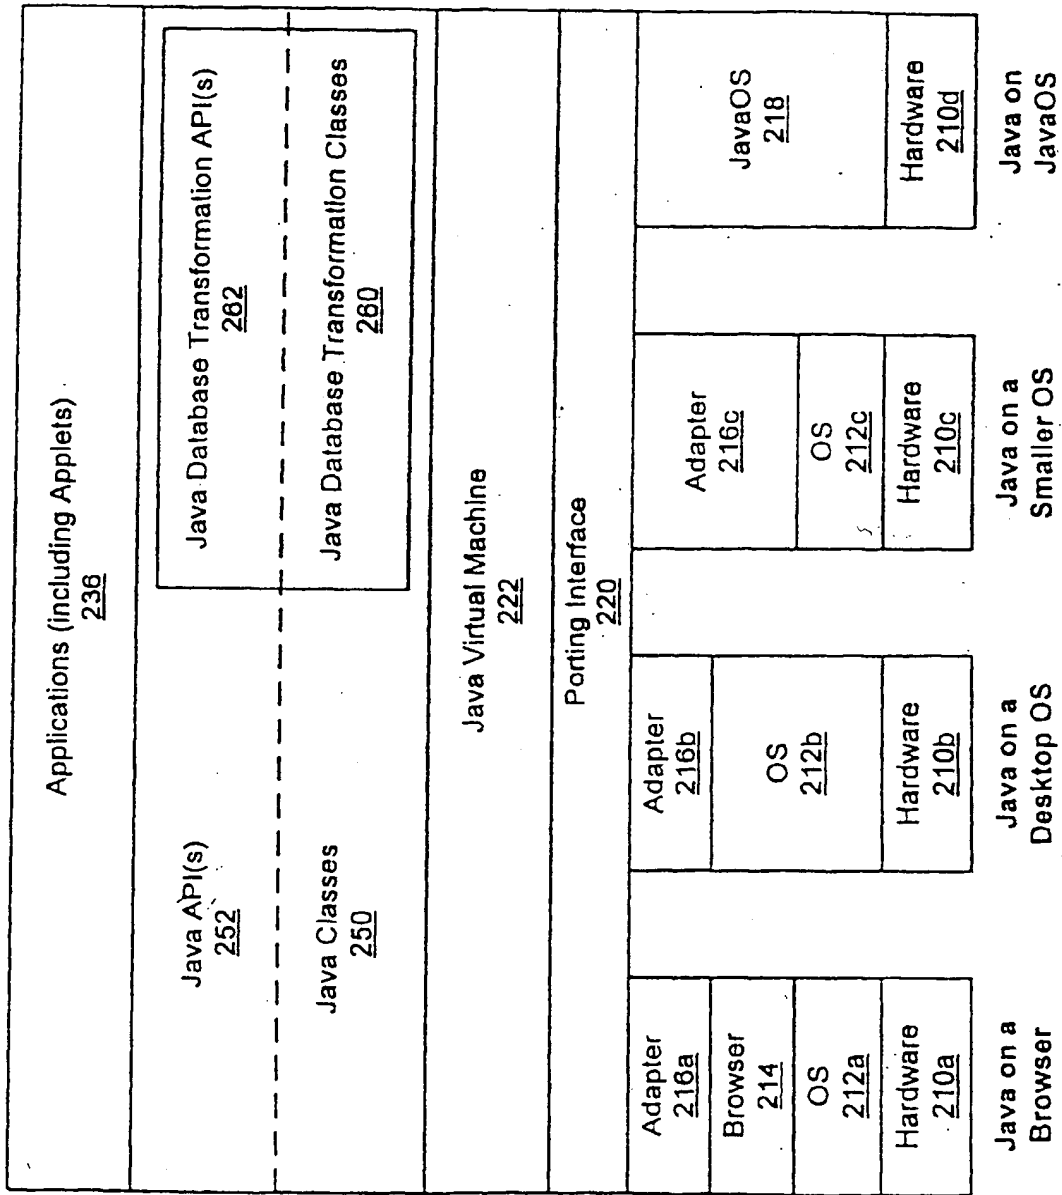 Applications (including Applets)
236
Java API(s)
252
Java Database Transformation API(s)
262
Java Classes
250
Java Database Transformation Classes
260
Java Virtual Machine
222
Porting Interface
220
Adapter
216a
Browser
214
OS
212a
Hardware
210a
Java on a
Browser
Adapter
216b
OS
212b
Hardware
210b
Java on a
Desktop OS
Adapter
216c
OS
212c
Hardware
210c
Java on a
Smaller OS
JavaOS
218
Hardware
210d
Java on
JavaOS